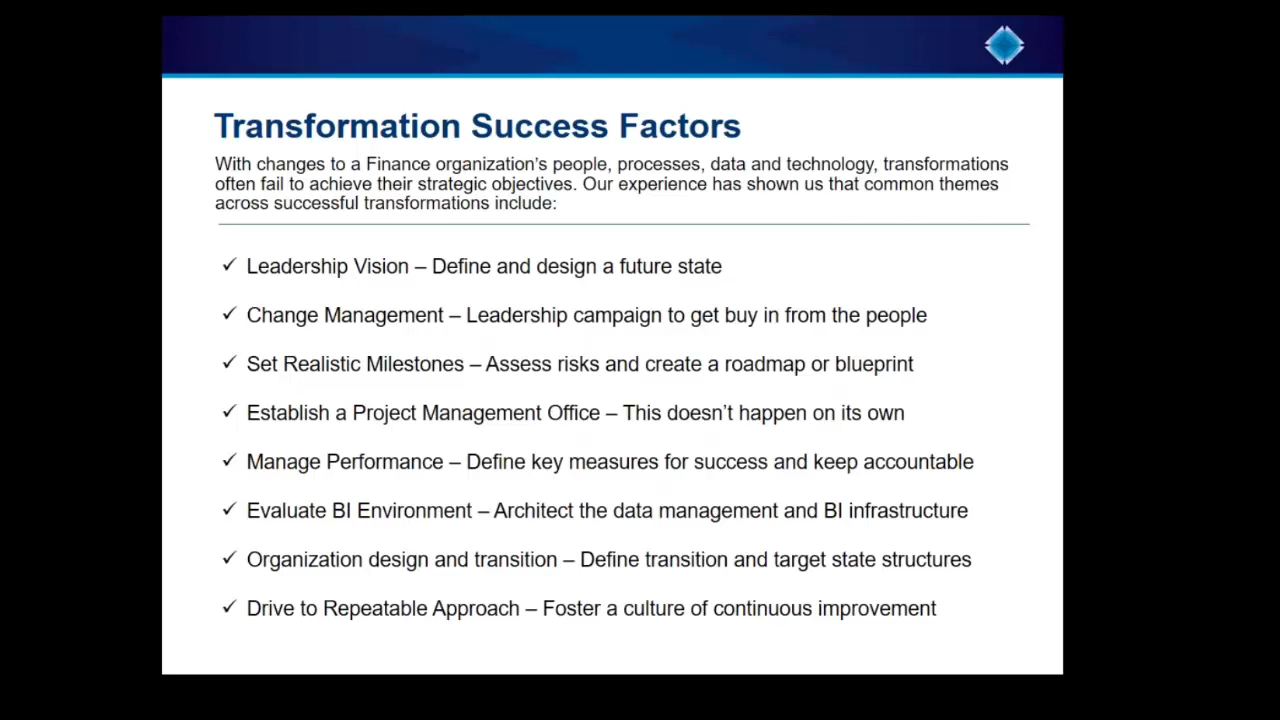 Transformation Success Factors
With changes to a Finance organization's people, processes, data and technology, transformations
often fail to achieve their strategic objectives. Our experience has shown us that common themes
across successful transformations include:
✓ Leadership Vision – Define and design a future state
✓ Change Management – Leadership campaign to get buy in from the people
✓ Set Realistic Milestones – Assess risks and create a roadmap or blueprint
✓ Establish a Project Management Office – This doesn't happen on its own
✓ Manage Performance – Define key measures for success and keep accountable
✓ Evaluate BI Environment – Architect the data management and BI infrastructure
✓ Organization design and transition – Define transition and target state structures
✓ Drive to Repeatable Approach – Foster a culture of continuous improvement